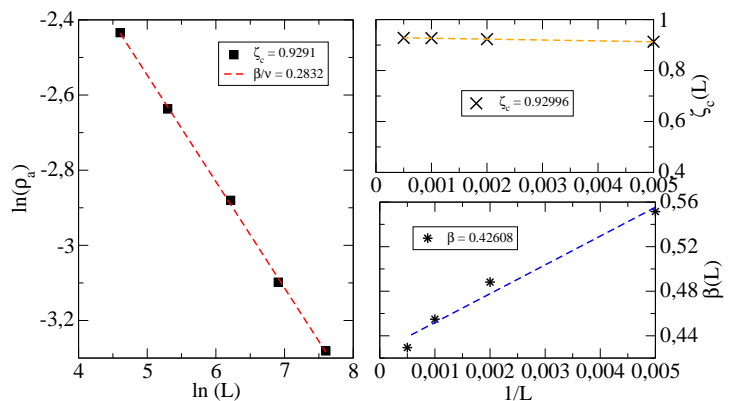 -2,4
-2,6
-2,8
-3
-3,2
ln(ρₐ)
ζ_c = 0.9291
β/ν = 0.2832
4 5 6 7 8
ln (L)
1
0,8
0,6
0,4
ζ_c(L)
ζ_c = 0.92996
0 0,001 0,002 0,003 0,004 0,005
0,56
0,52
0,48
0,44
β(L)
β = 0.42608
0 0,001 0,002 0,003 0,004 0,005
1/L